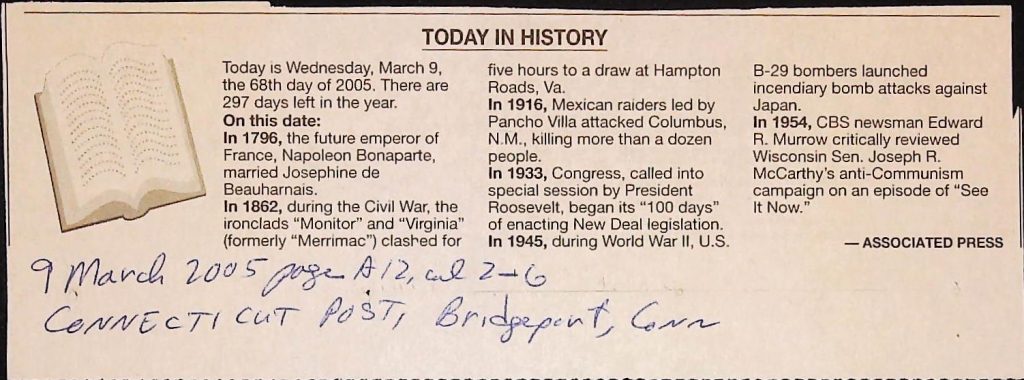 TODAY IN HISTORY
Today is Wednesday, March 9,
the 68th day of 2005. There are
297 days left in the year.
On this date:
In 1796, the future emperor of
France, Napoleon Bonaparte,
married Josephine de
Beauharnais.
In 1862, during the Civil War, the
ironclads “Monitor” and “Virginia”
(formerly “Merrimac”) clashed for
five hours to a draw at Hampton
Roads, Va.
In 1916, Mexican raiders led by
Pancho Villa attacked Columbus,
N.M., killing more than a dozen
people.
In 1933, Congress, called into
special session by President
Roosevelt, began its “100 days”
of enacting New Deal legislation.
In 1945, during World War II, U.S.
B-29 bombers launched
incendiary bomb attacks against
Japan.
In 1954, CBS newsman Edward
R. Murrow critically reviewed
Wisconsin Sen. Joseph R.
McCarthy’s anti-Communism
campaign on an episode of “See
It Now.”
— ASSOCIATED PRESS
9 March 2005 page A12, col 2-6
CONNECTICUT POST, Bridgeport, Conn